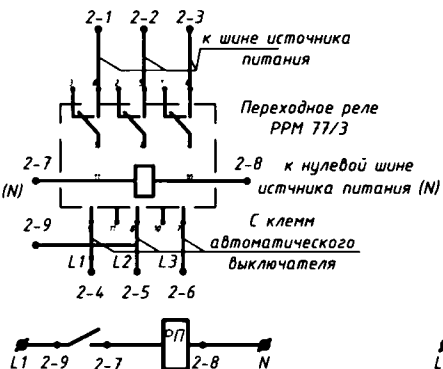 2-1 2-2 2-3
к шине источника
питания
Переходное реле
РРМ 77/3
2-7 2-8
к нулевой шине
(N)
истчника питания (N)
2-9
С клемм
автоматического
выключателя
L1 L2 L3
2-4 2-5 2-6
РП
L1 2-9 2-7 2-8 N
L